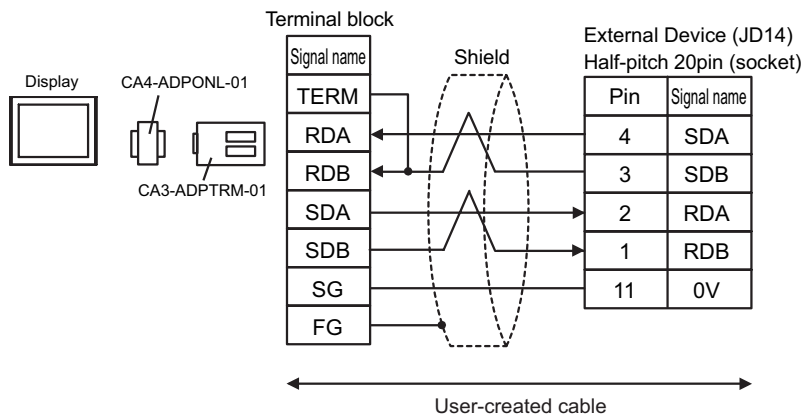 Terminal block
External Device (JD14)
Half-pitch 20pin (socket)
Display
CA4-ADPONL-01
CA3-ADPTRM-01
Shield
Signal name
TERM
RDA
RDB
SDA
SDB
SG
FG
Pin Signal name
4 SDA
3 SDB
2 RDA
1 RDB
11 0V
User-created cable